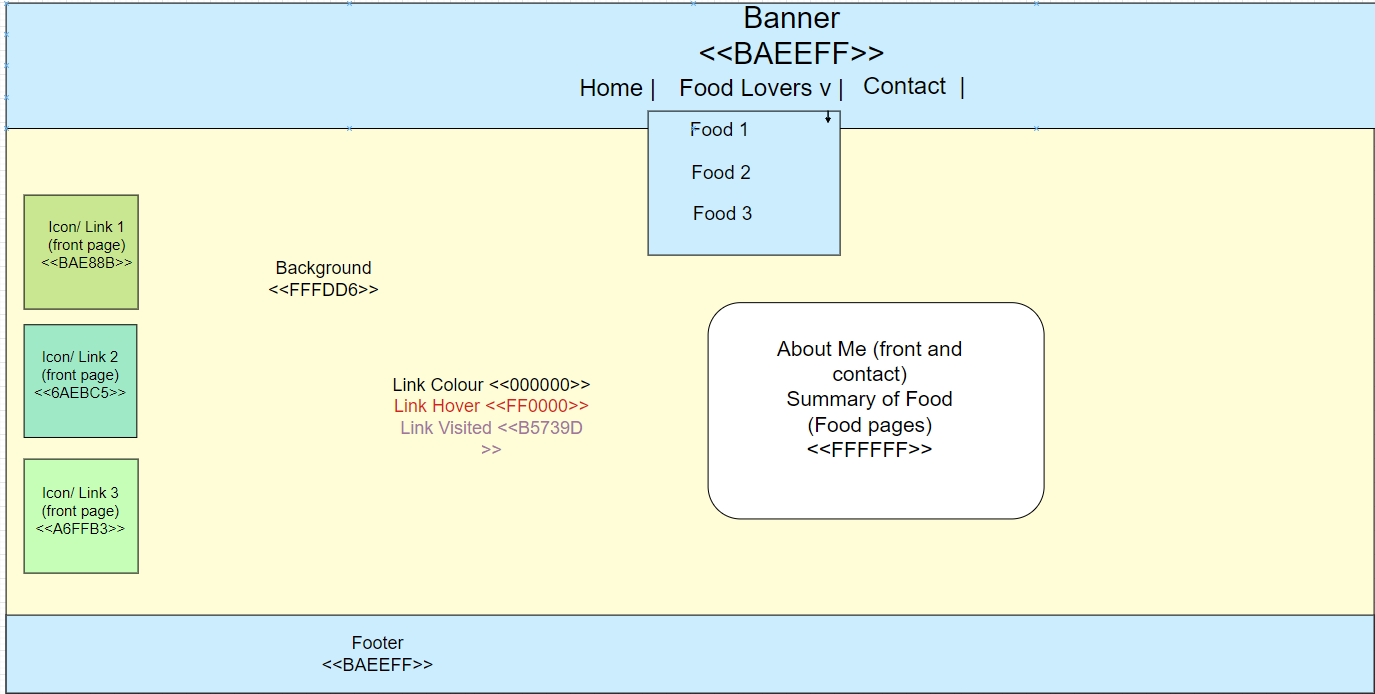 Banner
<<BAEEFF>>
Home | Food Lovers v | Contact |
Food 1
Food 2
Food 3
Icon/ Link 1
(front page)
<<BAE88B>>
Background
<<FFFDD6>>
Icon/ Link 2
(front page)
<<6AEBC5>>
Link Colour <<000000>>
Link Hover <<FF0000>>
Link Visited <<B5739D
>>
About Me (front and
contact)
Summary of Food
(Food pages)
<<FFFFFF>>
Icon/ Link 3
(front page)
<<A6FFB3>>
Footer
<<BAEEFF>>